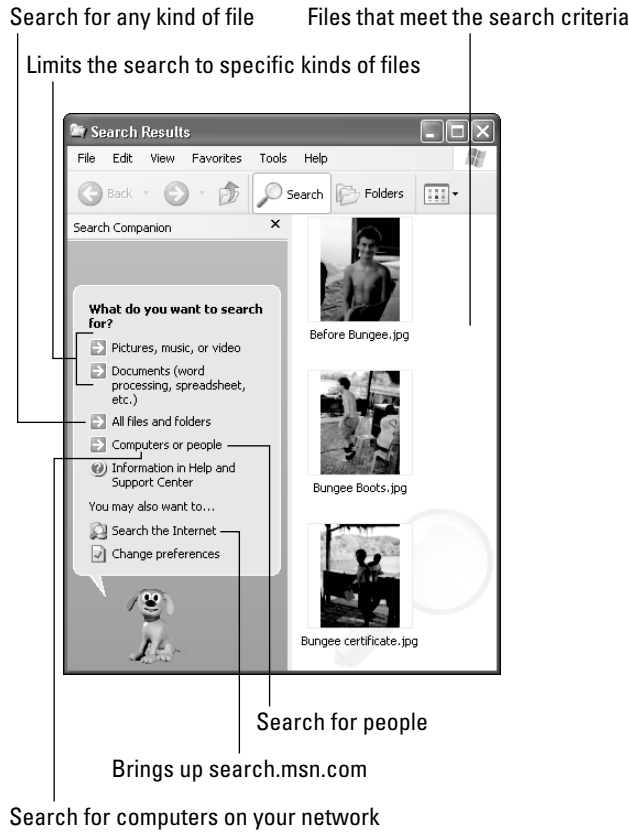 Search for any kind of file
Files that meet the search criteria
Limits the search to specific kinds of files
Search Results
File Edit View Favorites Tools Help
Back Search Folders
Search Companion
What do you want to search
for?
Pictures, music, or video
Documents (word
processing, spreadsheet,
etc.)
All files and folders
Computers or people
Information in Help and
Support Center
You may also want to...
Search the Internet
Change preferences
Before Bungee.jpg
Bungee Boots.jpg
Bungee certificate.jpg
Search for people
Brings up search.msn.com
Search for computers on your network